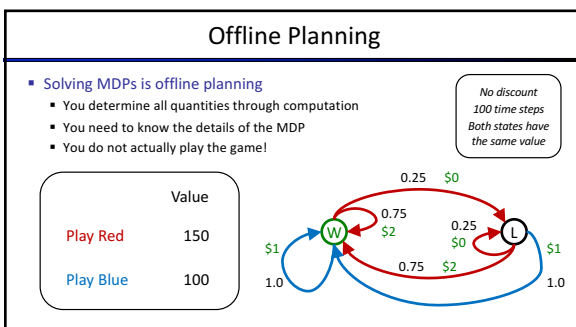 Offline Planning
▪ Solving MDPs is offline planning
▪ You determine all quantities through computation
▪ You need to know the details of the MDP
▪ You do not actually play the game!
No discount
100 time steps
Both states have
the same value
Value
Play Red 150
Play Blue 100
0.25 $0
0.75
$2
W
0.25
$0
L
$1
1.0
0.75 $2
$1
1.0